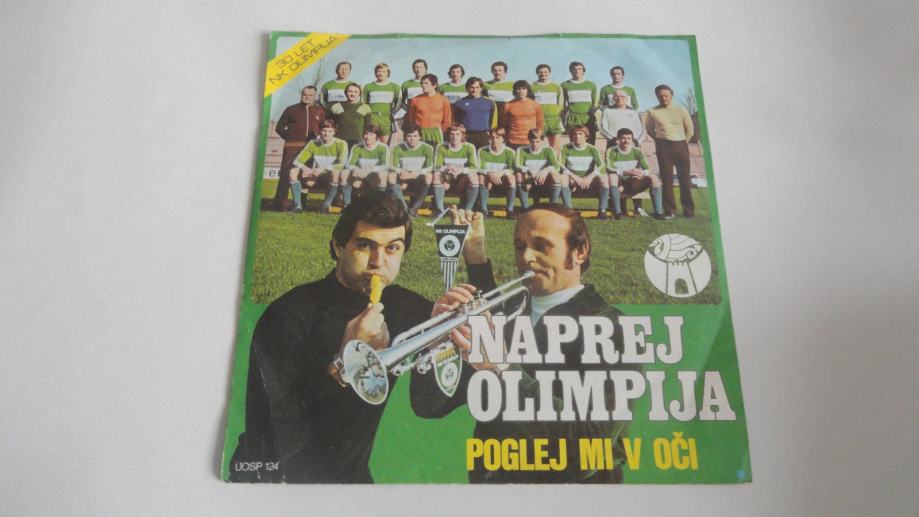 30 LET
NK OLIMPIJA
NK OLIMPIJA
NAPREJ
OLIMPIJA
POGLEJ MI V OČI
UOSP 124